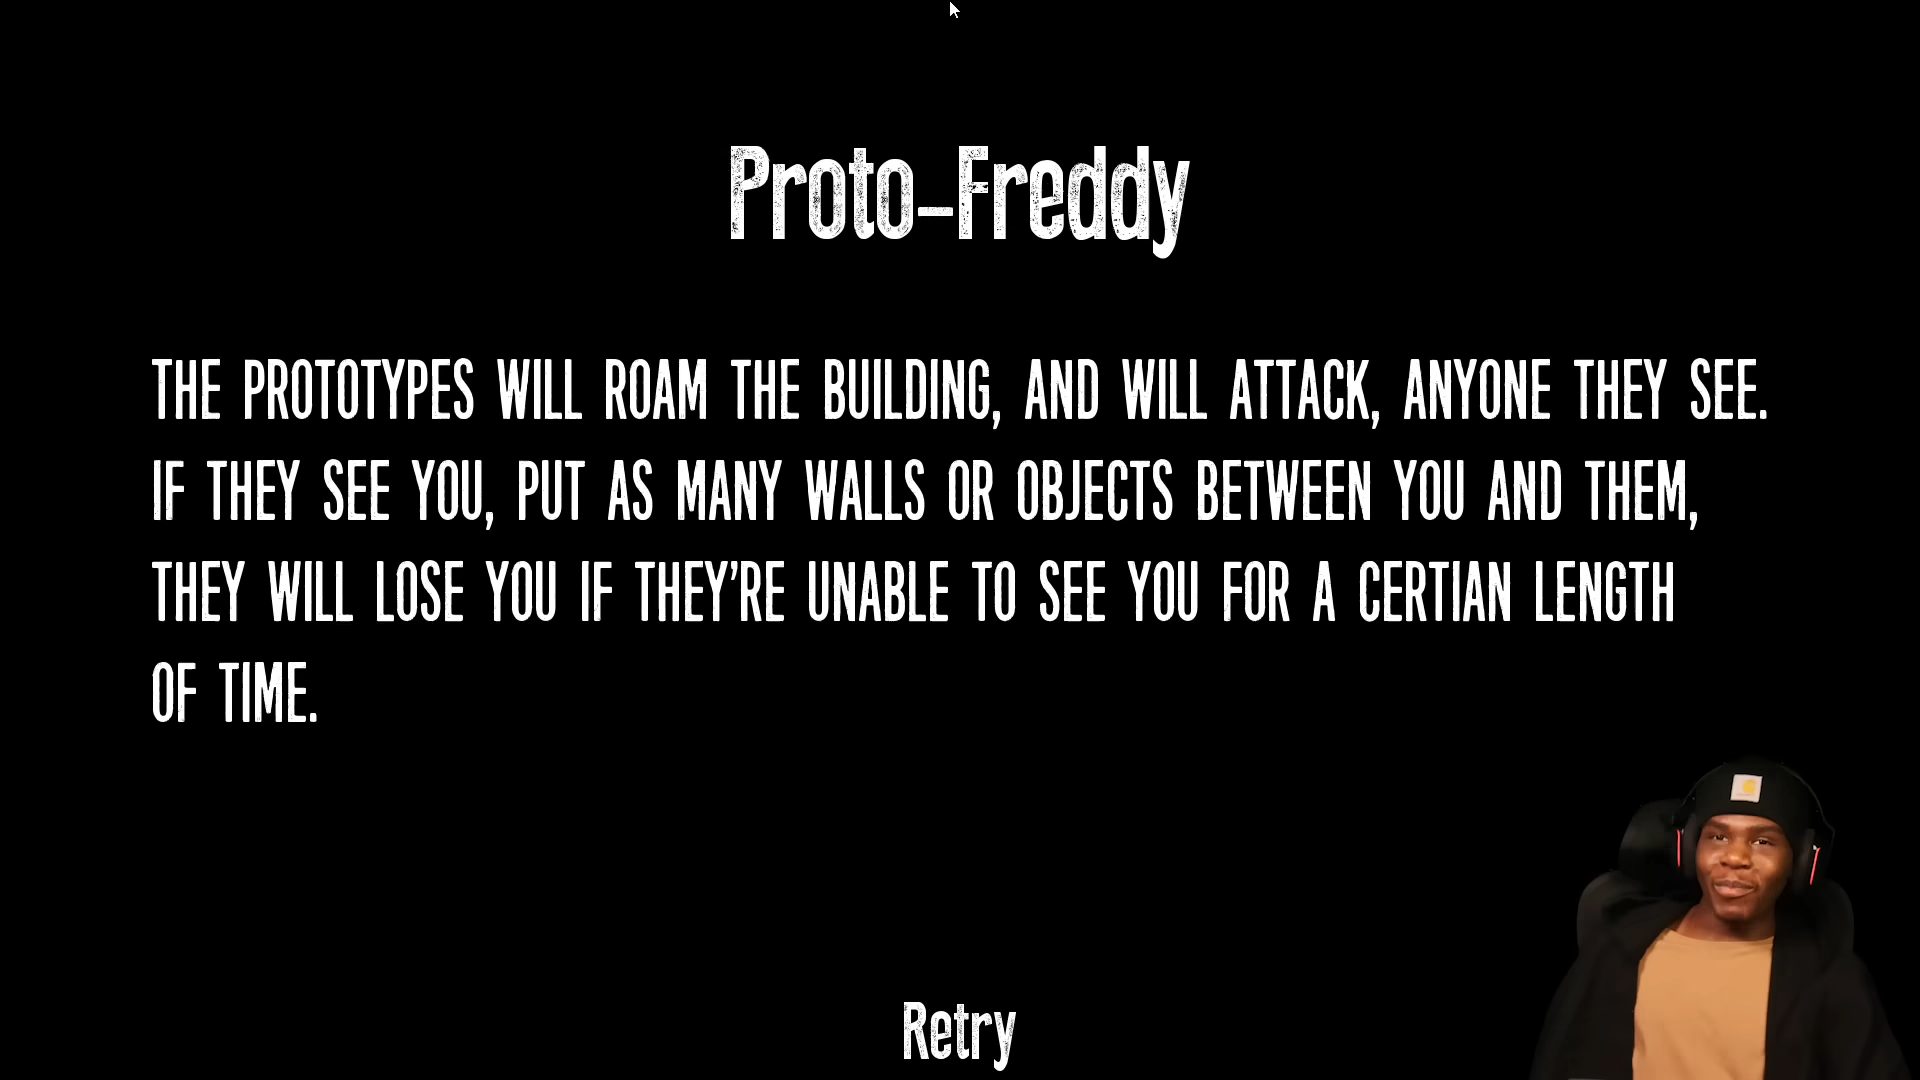 Proto-Freddy
THE PROTOTYPES WILL ROAM THE BUILDING, AND WILL ATTACK, ANYONE THEY SEE.
IF THEY SEE YOU, PUT AS MANY WALLS OR OBJECTS BETWEEN YOU AND THEM,
THEY WILL LOSE YOU IF THEY'RE UNABLE TO SEE YOU FOR A CERTIAN LENGTH
OF TIME.
Retry